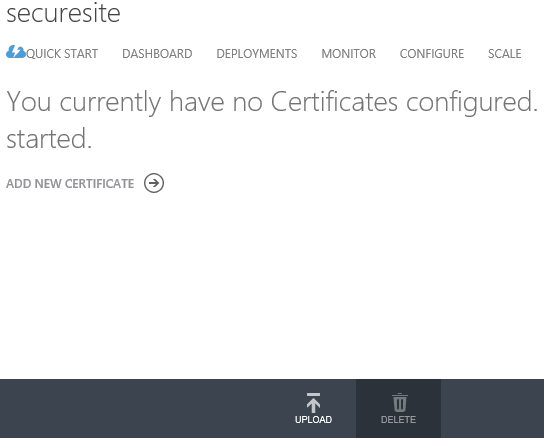 securesite
QUICK START DASHBOARD DEPLOYMENTS MONITOR CONFIGURE SCALE
You currently have no Certificates configured.
started.
ADD NEW CERTIFICATE
UPLOAD DELETE